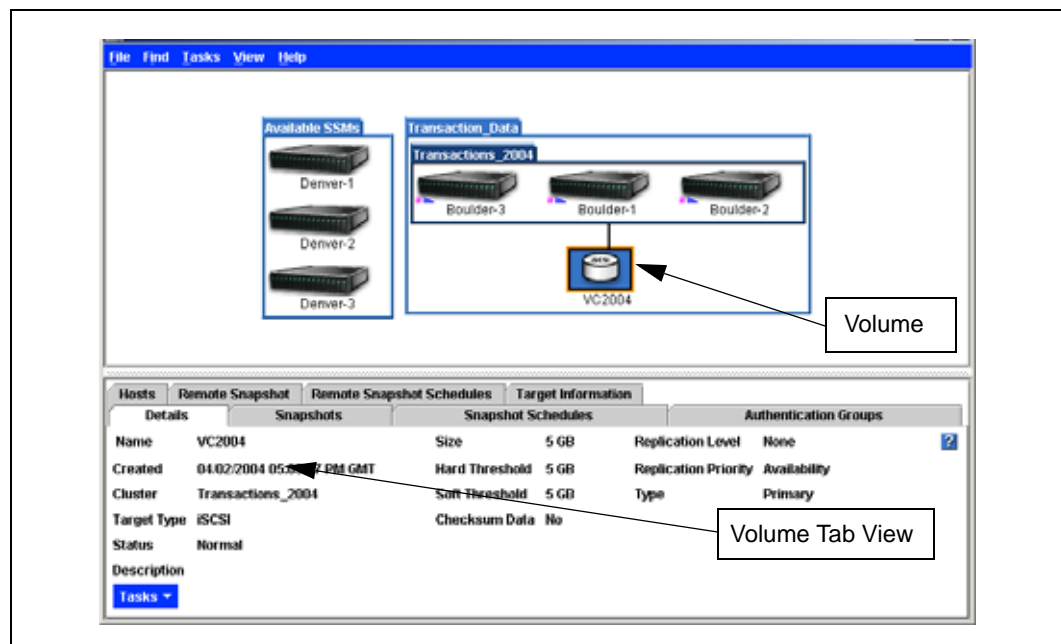 File Find Tasks View Help
Available SSMs
Denver-1
Denver-2
Denver-3
Transaction_Data
Transactions_2004
Boulder-3 Boulder-1 Boulder-2
VC2004
Volume
Hosts Remote Snapshot Remote Snapshot Schedules Target Information
Details Snapshots Snapshot Schedules Authentication Groups
Name VC2004 Size 5 GB Replication Level None ?
Created 04/02/2004 PM GMT Hard Threshold 5 GB Replication Priority Availability
Cluster Transactions_2004 Soft Threshold 5 GB Type Primary
Target Type iSCSI Checksum Data No
Volume Tab View
Status Normal
Description
Tasks